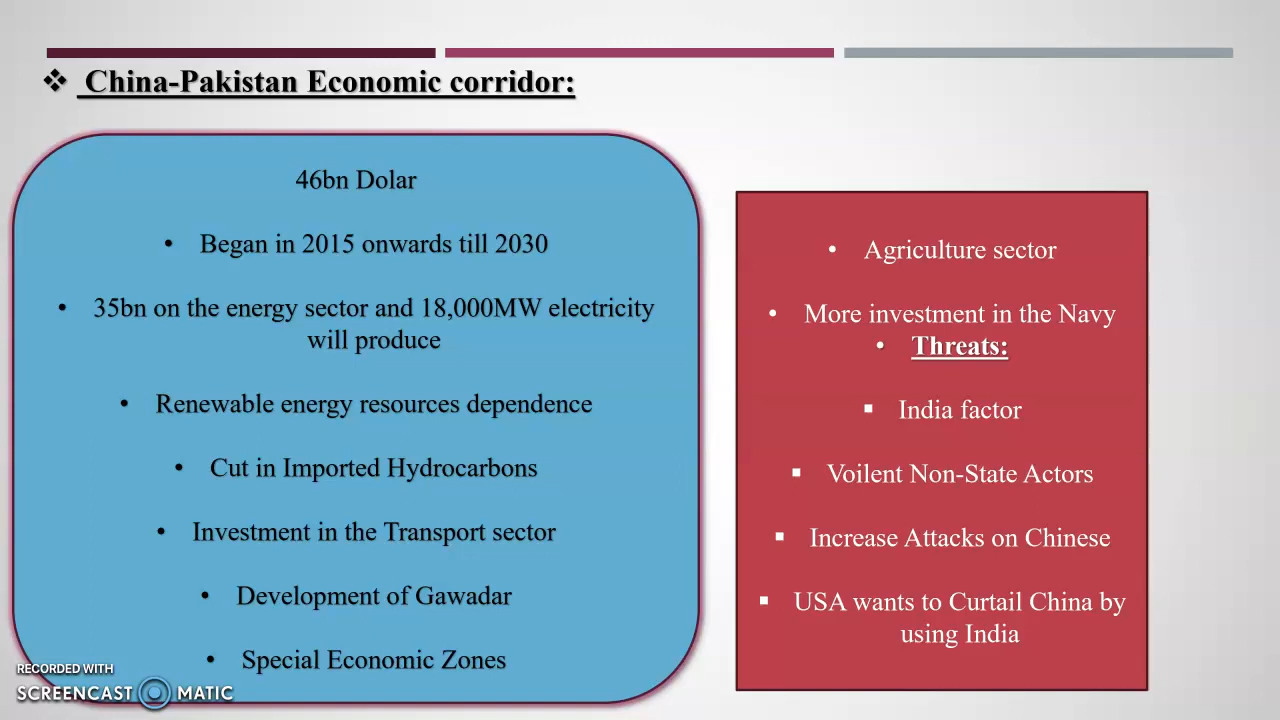 ❖ China-Pakistan Economic corridor:
46bn Dolar
• Began in 2015 onwards till 2030
• 35bn on the energy sector and 18,000MW electricity
will produce
• Renewable energy resources dependence
• Cut in Imported Hydrocarbons
• Investment in the Transport sector
• Development of Gawadar
• Special Economic Zones
• Agriculture sector
• More investment in the Navy
• Threats:
▪ India factor
▪ Voilent Non-State Actors
▪ Increase Attacks on Chinese
▪ USA wants to Curtail China by
using India
RECORDED WITH
SCREENCAST MATIC